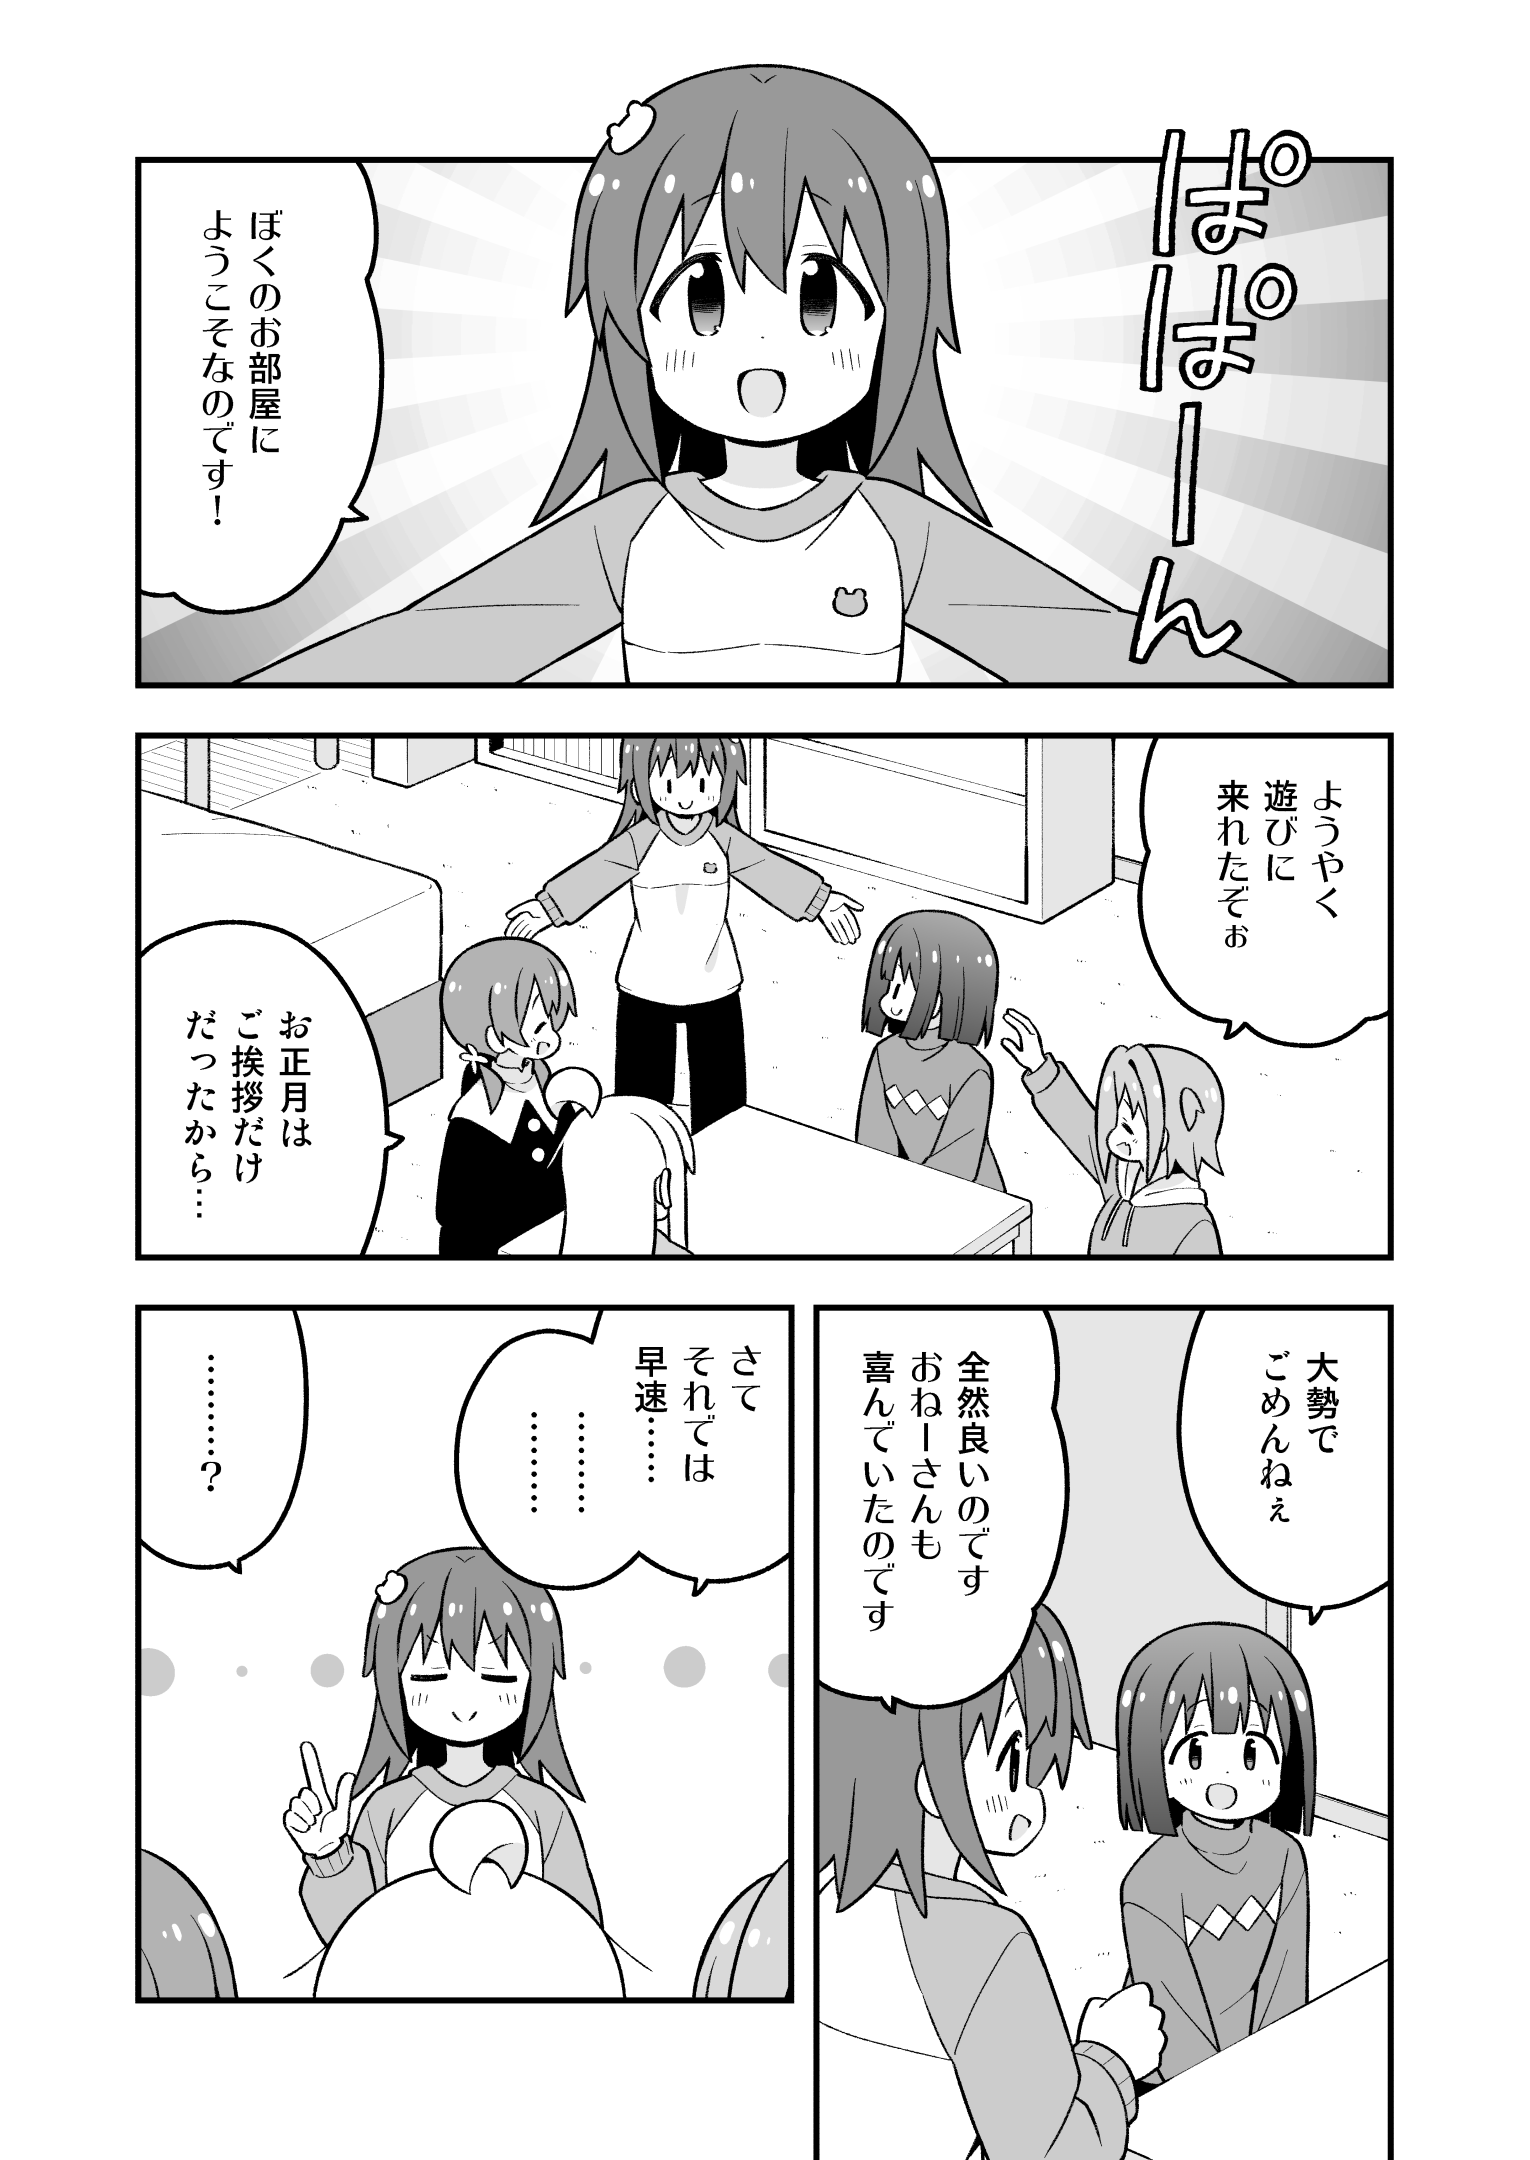 ぱぱーん
ぼくのお部屋に
ようこそなのです！
ようやく
遊びに
来れたぞぉ
お正月は
ご挨拶だけ
だったから…
大勢で
ごめんねぇ
全然良いのです
おねーさんも
喜んでいたのです
さて
それでは
早速……
………
………
………？